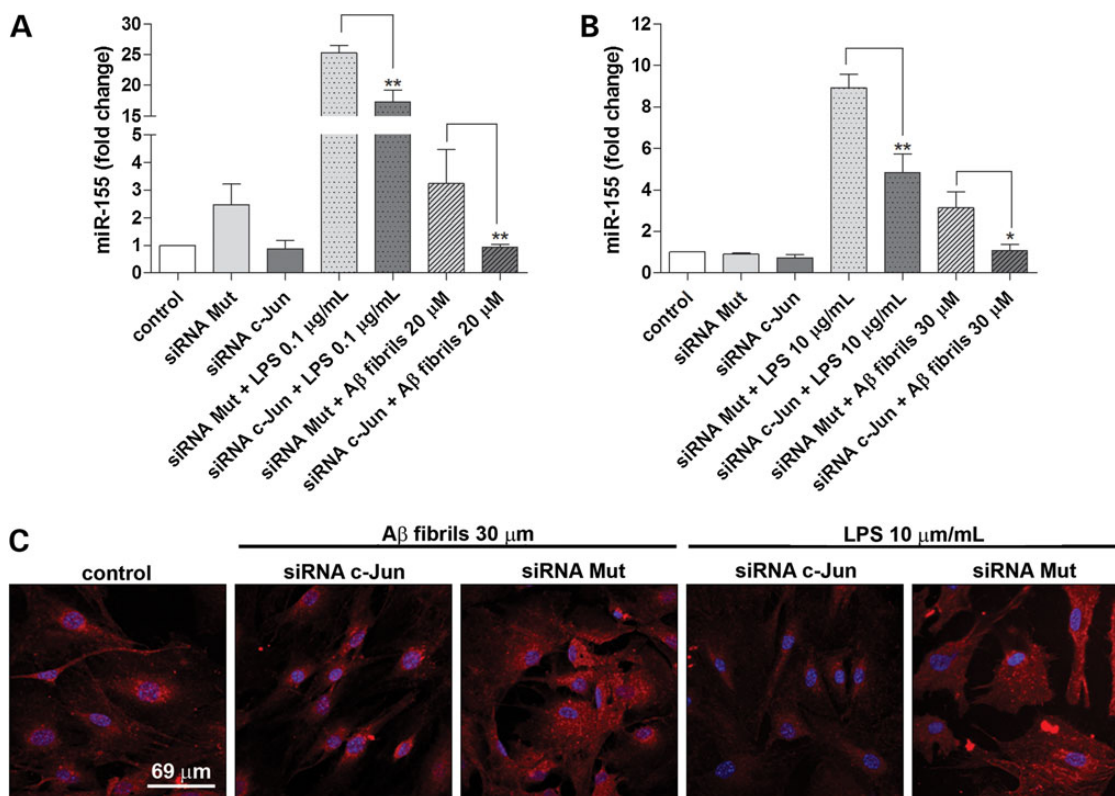 A
miR-155 (fold change)
30
25
20
15
5
4
3
2
1
0
**
**
control
siRNA Mut
siRNA c-Jun
siRNA Mut + LPS 0.1 μg/mL
siRNA c-Jun + LPS 0.1 μg/mL
siRNA Mut + Aβ fibrils 20 μM
siRNA c-Jun + Aβ fibrils 20 μM
B
miR-155 (fold change)
12
10
8
6
4
2
0
**
*
control
siRNA Mut
siRNA c-Jun
siRNA Mut + LPS 10 μg/mL
siRNA c-Jun + LPS 10 μg/mL
siRNA Mut + Aβ fibrils 30 μM
siRNA c-Jun + Aβ fibrils 30 μM
C
Aβ fibrils 30 μm
LPS 10 μm/mL
control
siRNA c-Jun
siRNA Mut
siRNA c-Jun
siRNA Mut
69 μm